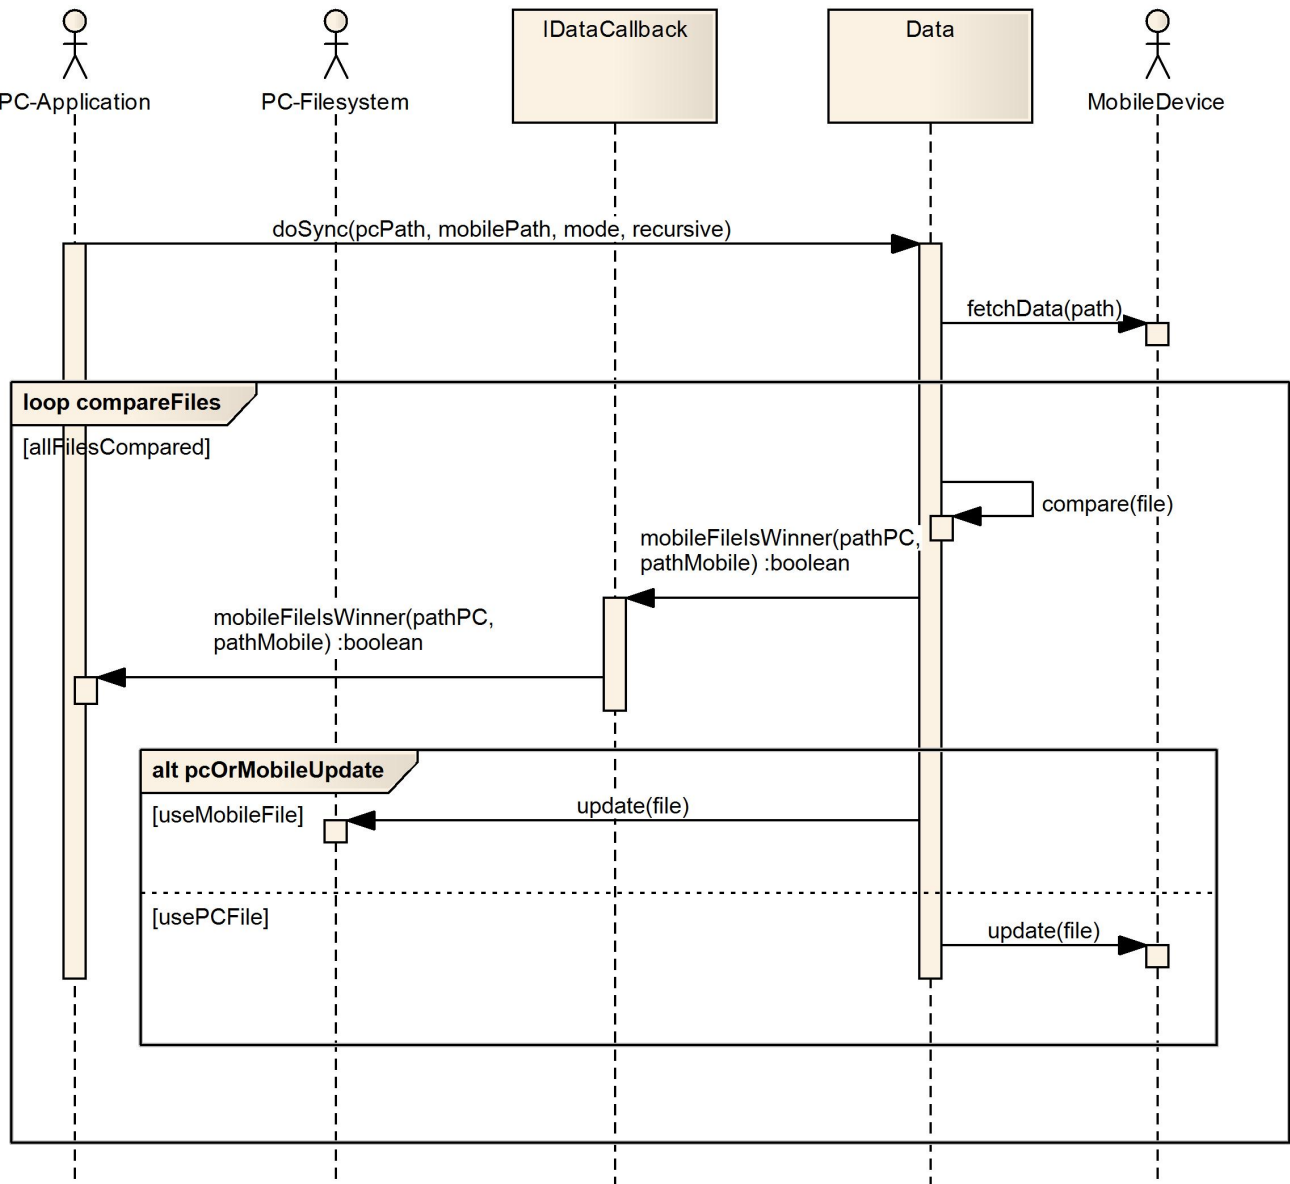 PC-Application
PC-Filesystem
IDataCallback
Data
MobileDevice
doSync(pcPath, mobilePath, mode, recursive)
fetchData(path)
loop compareFiles
[allFilesCompared]
compare(file)
mobileFileIsWinner(pathPC,
pathMobile) :boolean
mobileFileIsWinner(pathPC,
pathMobile) :boolean
alt pcOrMobileUpdate
[useMobileFile]
update(file)
[usePCFile]
update(file)